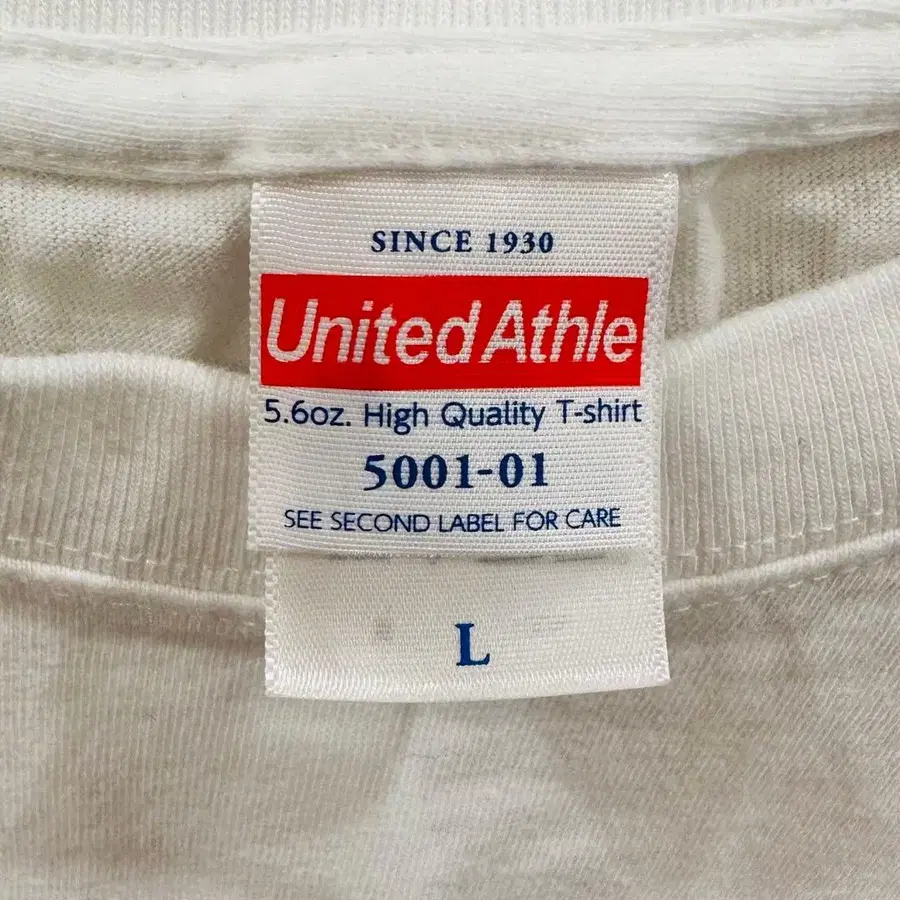 SINCE 1930
United Athle
5.6oz. High Quality T-shirt
5001-01
SEE SECOND LABEL FOR CARE
L